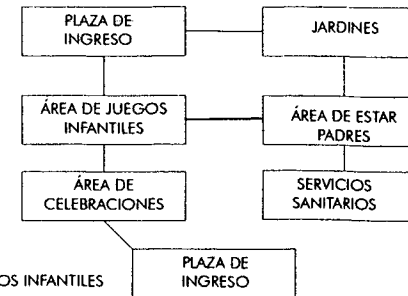 PLAZA DE
INGRESO
JARDINES
ÁREA DE JUEGOS
INFANTILES
ÁREA DE ESTAR
PADRES
ÁREA DE
CELEBRACIONES
SERVICIOS
SANITARIOS
PLAZA DE
INGRESO
OS INFANTILES